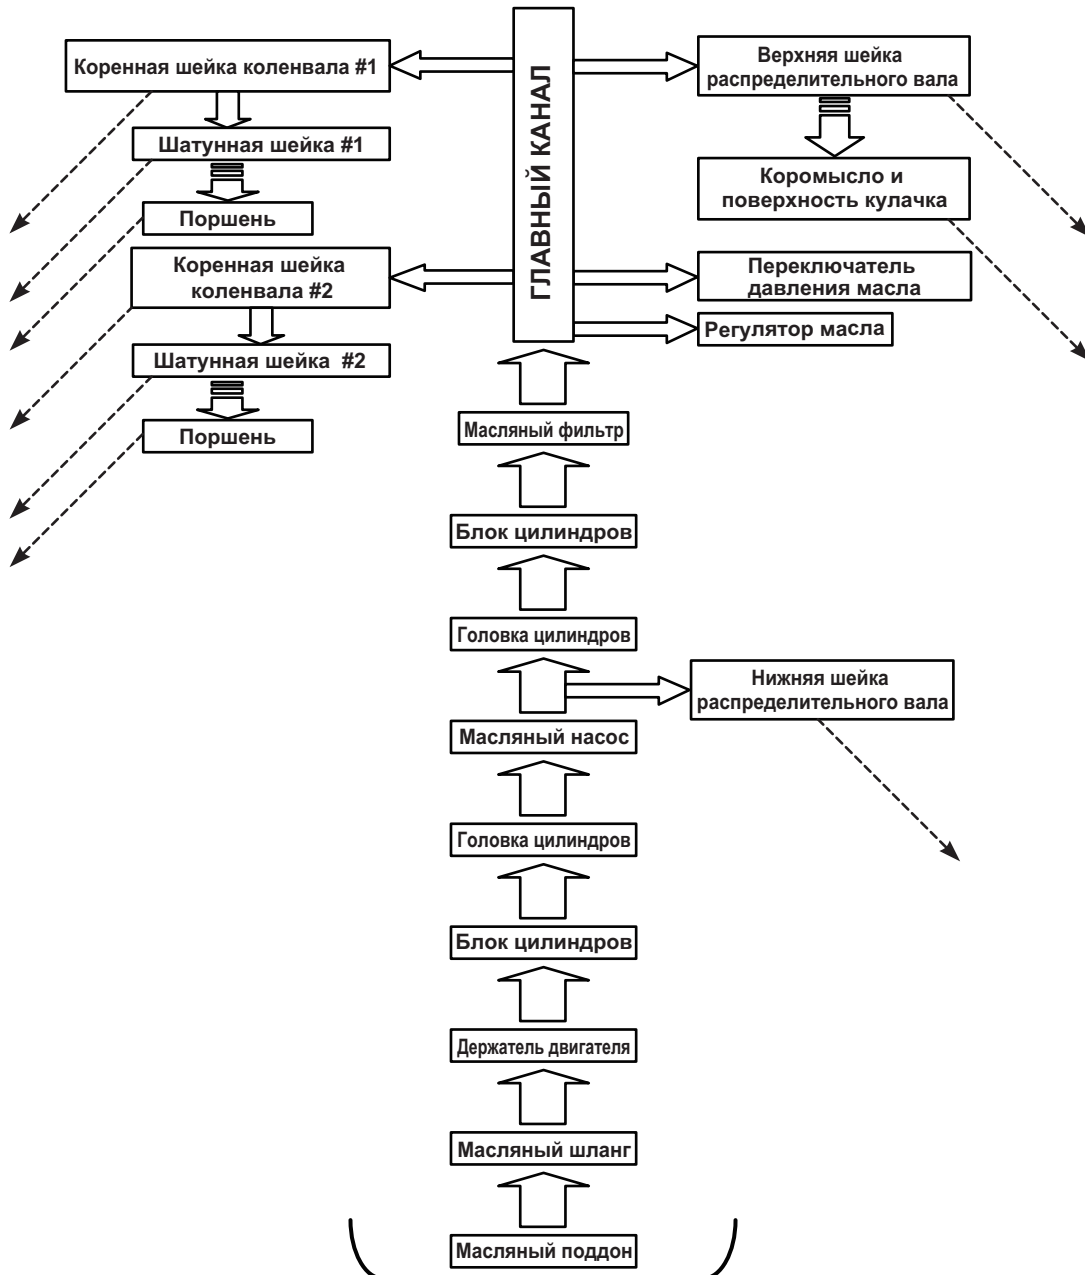 Коренная шейка коленвала #1
Шатунная шейка #1
Поршень
Коренная шейка
коленвала #2
Шатунная шейка #2
Поршень
ГЛАВНЫЙ КАНАЛ
Верхняя шейка
распределительного вала
Коромысло и
поверхность кулачка
Переключатель
давления масла
Регулятор масла
Масляный фильтр
Блок цилиндров
Головка цилиндров
Нижняя шейка
распределительного вала
Масляный насос
Головка цилиндров
Блок цилиндров
Держатель двигателя
Масляный шланг
Масляный поддон